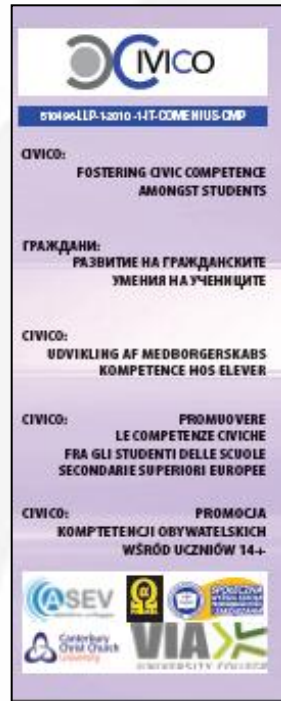 CIVICO
510496-LLP-1-2010-1-IT-COMENIUS-CMP
CIVICO:
FOSTERING CIVIC COMPETENCE
AMONGST STUDENTS
ГРАЖДАНИ:
РАЗВИТИЕ НА ГРАЖДАНСКИТЕ
УМЕНИЯ НА УЧЕНИЦИТЕ
CIVICO:
UDVIKLING AF MEDBORGERSKABS
KOMPETENCE HOS ELEVER
CIVICO: PROMUOVERE
LE COMPETENZE CIVICHE
FRA GLI STUDENTI DELLE SCUOLE
SECONDARIE SUPERIORI EUROPEE
CIVICO: PROMOCJA
KOMPTETENCJI OBYWATELSKICH
WŚRÓD UCZNIÓW 14+
ASEV
SPOŁECZNA
Canterbury
Christ Church
University
VIA
UNIVERSITY COLLEGE